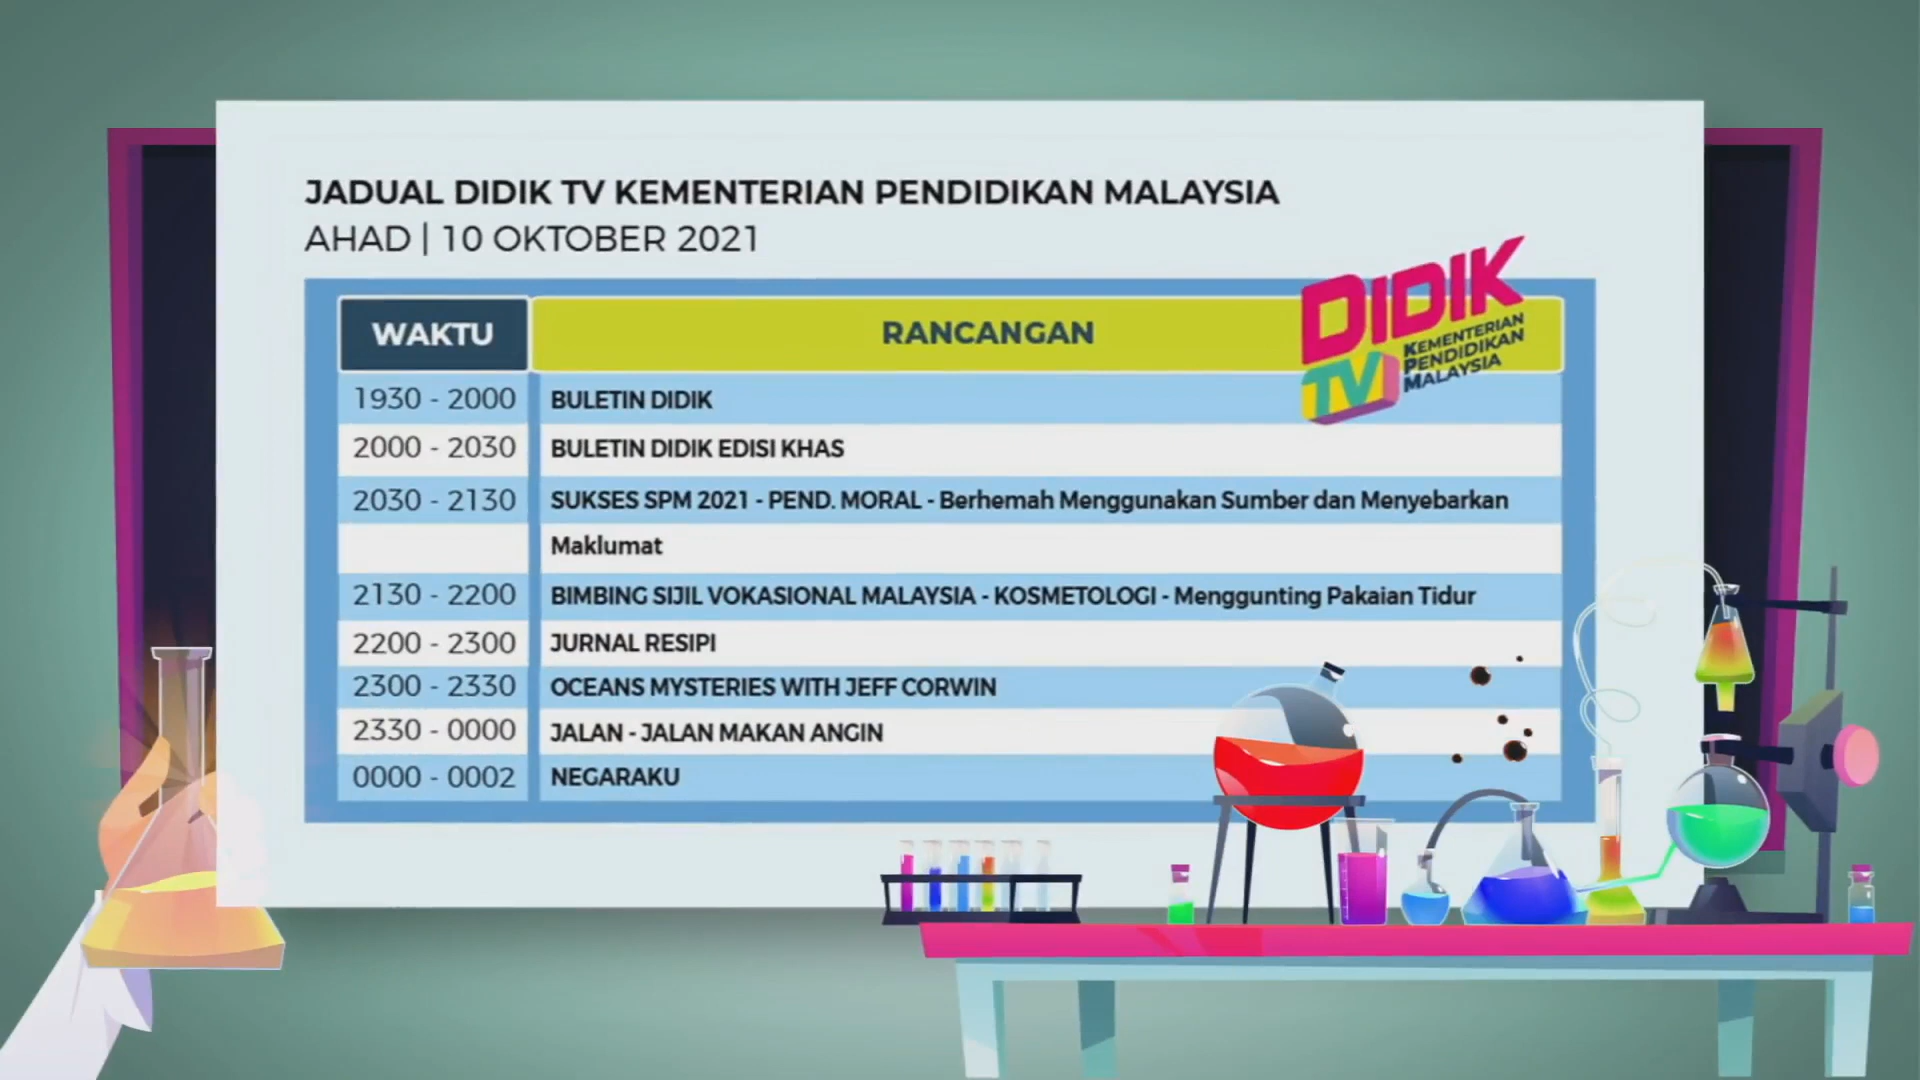 JADUAL DIDIK TV KEMENTERIAN PENDIDIKAN MALAYSIA
AHAD | 10 OKTOBER 2021
DIDIK TV
KEMENTERIAN
PENDIDIKAN
MALAYSIA
WAKTU RANCANGAN
1930 - 2000 BULETIN DIDIK
2000 - 2030 BULETIN DIDIK EDISI KHAS
2030 - 2130 SUKSES SPM 2021 - PEND. MORAL - Berhemah Menggunakan Sumber dan Menyebarkan
Maklumat
2130 - 2200 BIMBING SIJIL VOKASIONAL MALAYSIA - KOSMETOLOGI - Menggunting Pakaian Tidur
2200 - 2300 JURNAL RESIPI
2300 - 2330 OCEANS MYSTERIES WITH JEFF CORWIN
2330 - 0000 JALAN - JALAN MAKAN ANGIN
0000 - 0002 NEGARAKU